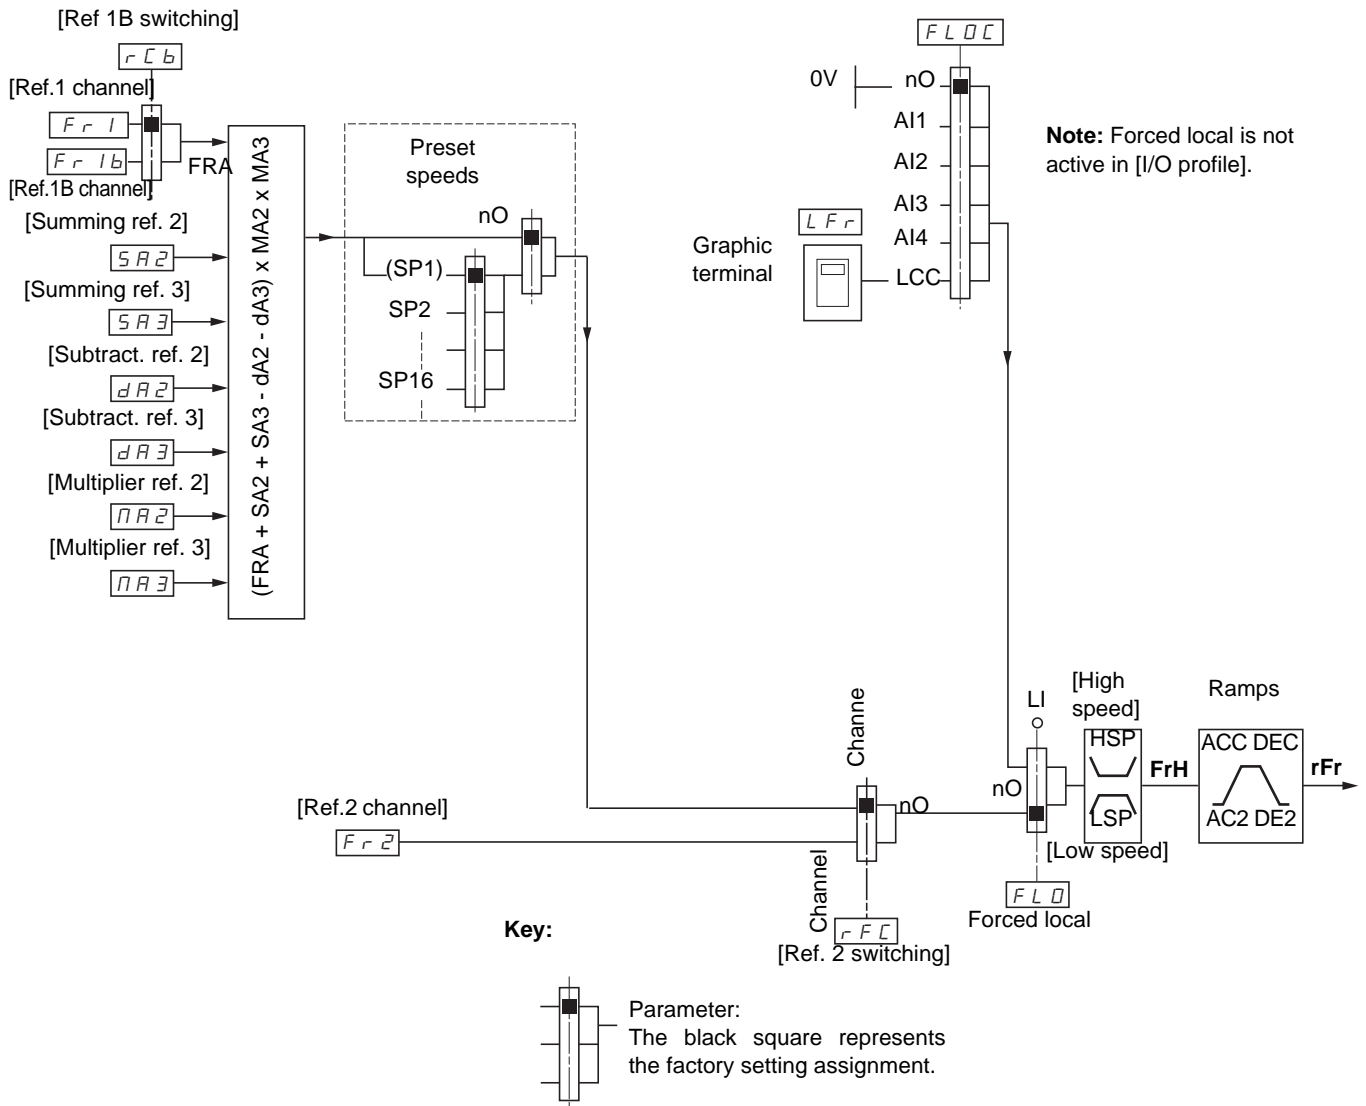 [Ref 1B switching]
rCb
[Ref.1 channel]
Fr1
Fr1b
FRA
[Ref.1B channel]
[Summing ref. 2]
SA2
[Summing ref. 3]
SA3
[Subtract. ref. 2]
dA2
[Subtract. ref. 3]
dA3
[Multiplier ref. 2]
MA2
[Multiplier ref. 3]
MA3
(FRA + SA2 + SA3 - dA2 - dA3) x MA2 x MA3
Preset
speeds
nO
(SP1)
SP2
SP16
FLOC
0V
nO
AI1
AI2
AI3
AI4
LCC
LFr
Graphic
terminal
Note: Forced local is not
active in [I/O profile].
[Ref.2 channel]
Fr2
Channe
Channel
nO
rFC
[Ref. 2 switching]
LI
nO
FLO
Forced local
[High
speed]
HSP
LSP
[Low speed]
FrH
Ramps
ACC DEC
AC2 DE2
rFr
Key:
Parameter:
The black square represents
the factory setting assignment.